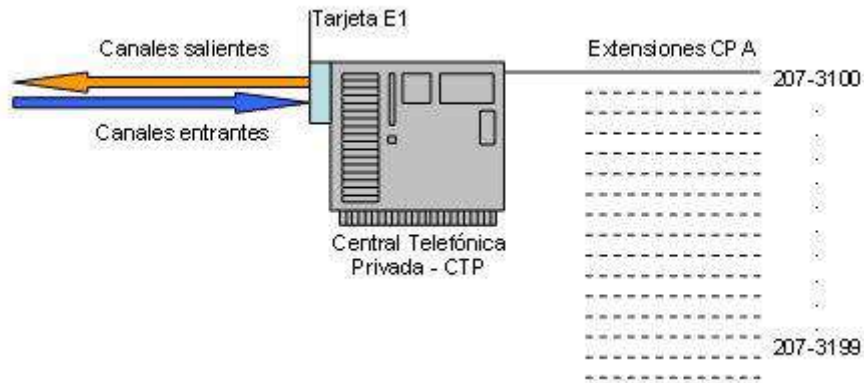 Tarjeta E1
Canales salientes
Extensiones CP A
207-3100
Canales entrantes
Central Telefónica
Privada - CTP
207-3199